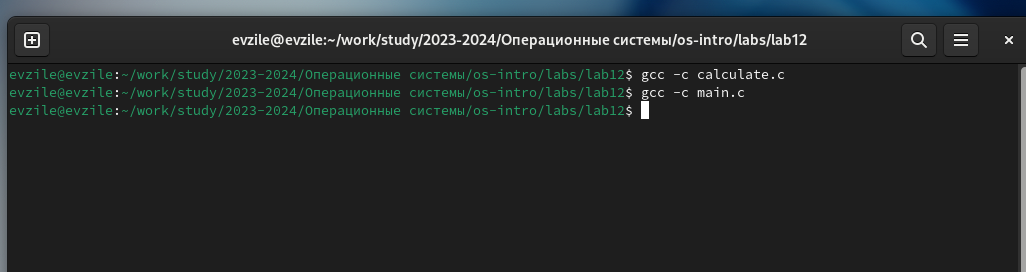 evzile@evzile:~/work/study/2023-2024/Операционные системы/os-intro/labs/lab12
evzile@evzile:~/work/study/2023-2024/Операционные системы/os-intro/labs/lab12$ gcc -c calculate.c
evzile@evzile:~/work/study/2023-2024/Операционные системы/os-intro/labs/lab12$ gcc -c main.c
evzile@evzile:~/work/study/2023-2024/Операционные системы/os-intro/labs/lab12$